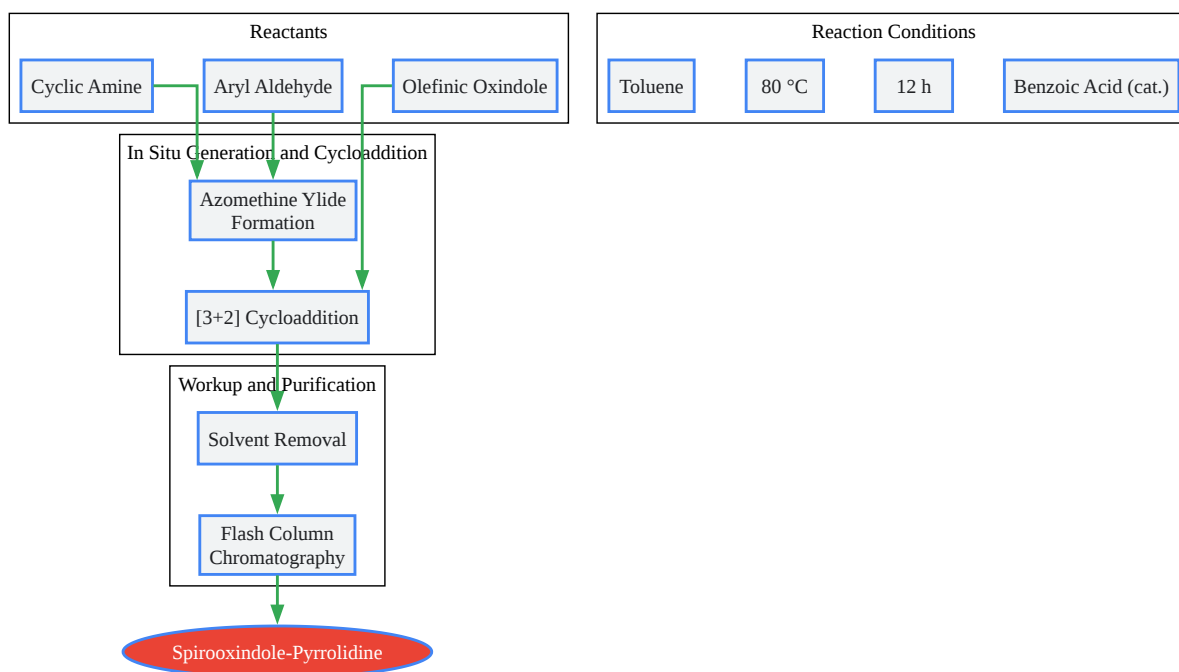 Reactants
Reaction Conditions
Cyclic Amine
Aryl Aldehyde
Olefinic Oxindole
Toluene
80 °C
12 h
Benzoic Acid (cat.)
In Situ Generation and Cycloaddition
Azomethine Ylide
Formation
[3+2] Cycloaddition
Workup and Purification
Solvent Removal
Flash Column
Chromatography
Spirooxindole-Pyrrolidine